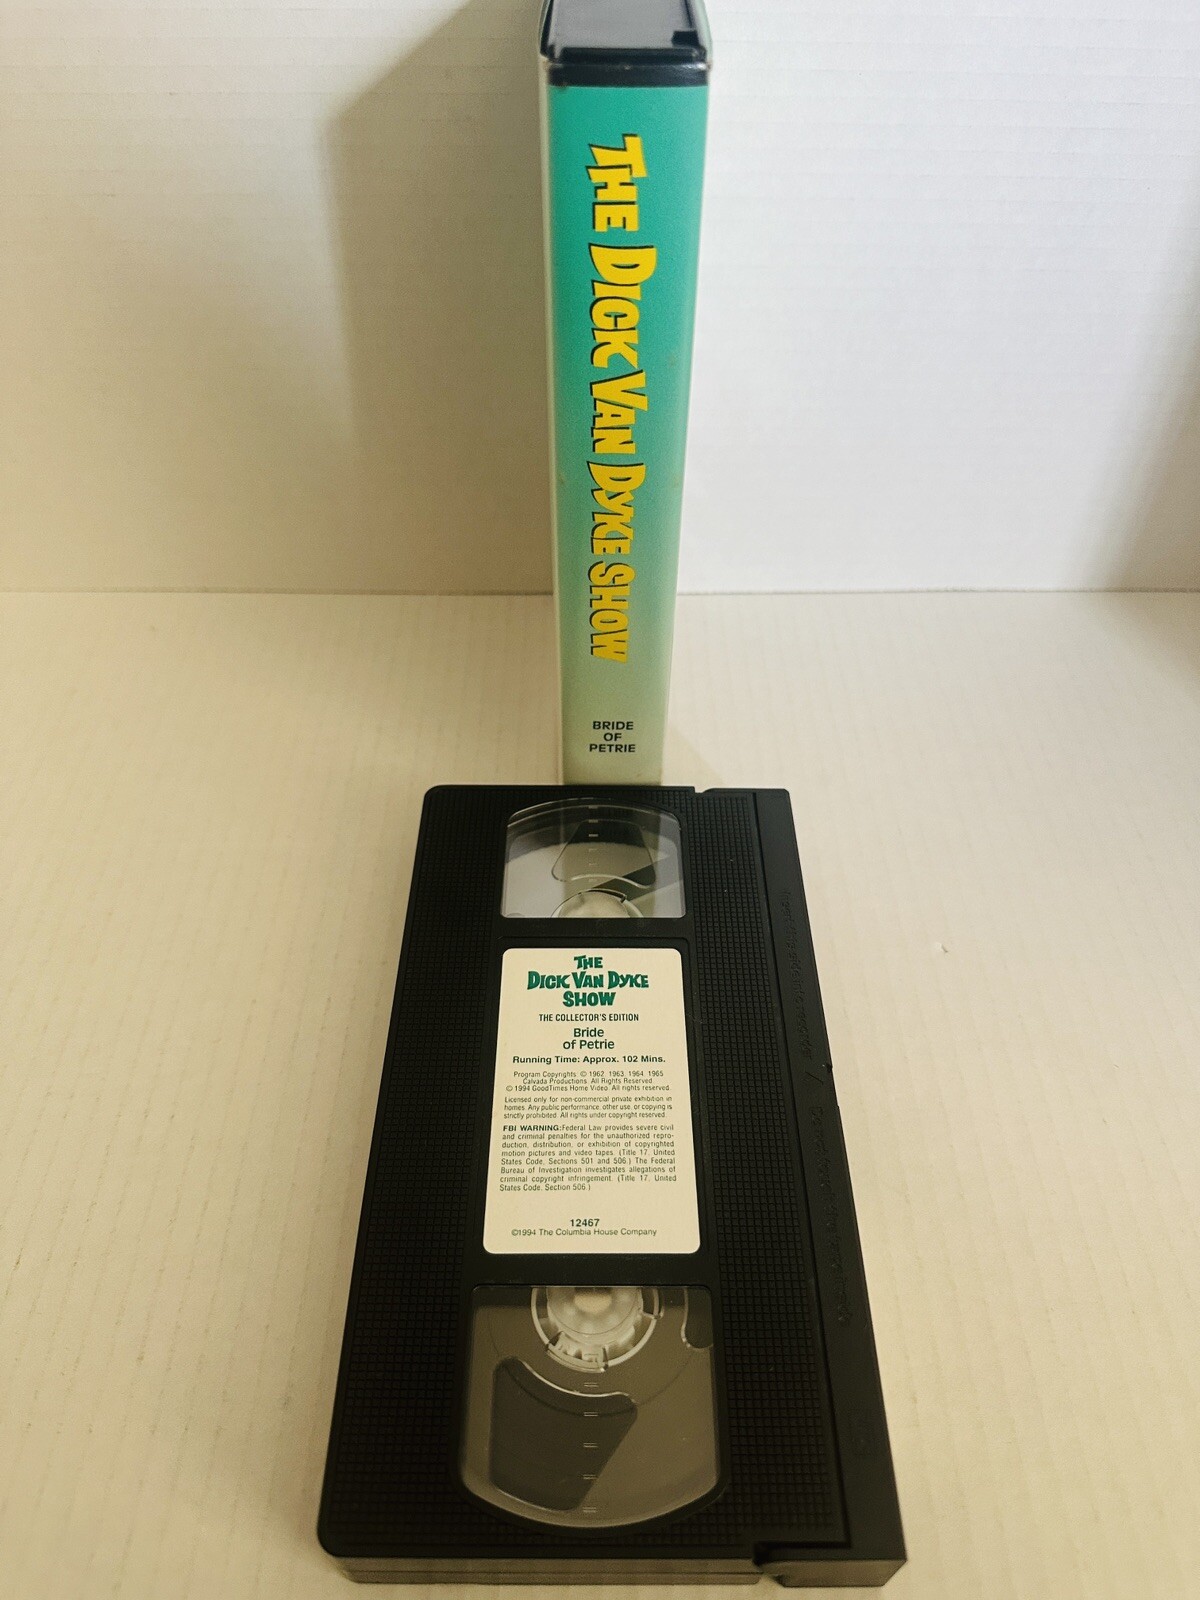 THE DICK VAN DYKE SHOW
BRIDE
OF
PETRIE
THE
DICK VAN DYKE
SHOW
THE COLLECTOR'S EDITION
Bride
of Petrie
Running Time: Approx. 102 Mins.
Program Copyrights: © 1962, 1963, 1964, 1965
Calvada Productions. All Rights Reserved.
© 1994 GoodTimes Home Video. All rights reserved.
Licensed only for non-commercial private exhibition in
homes. Any public performance, other use, or copying is
strictly prohibited. All rights under copyright reserved.
FBI WARNING: Federal Law provides severe civil
and criminal penalties for the unauthorized repro-
duction, distribution, or exhibition of copyrighted
motion pictures and video tapes. (Title 17, United
States Code, Sections 501 and 506.) The Federal
Bureau of Investigation investigates allegations of
criminal copyright infringement. (Title 17, United
States Code, Section 506.)
12467
©1994 The Columbia House Company